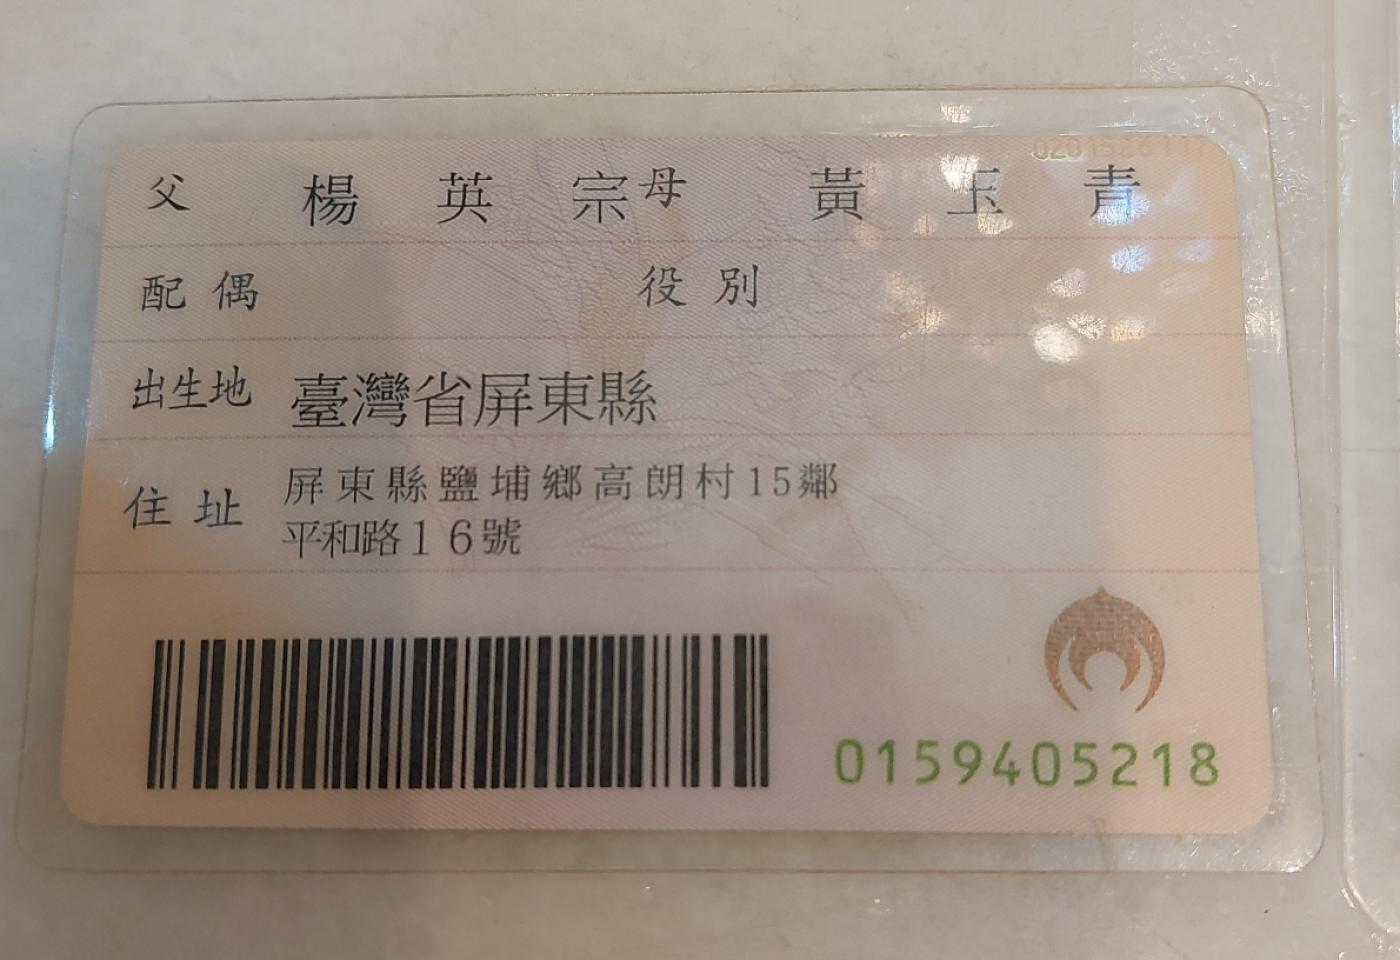 父 楊英宗 母 黃玉青
配偶 役別
出生地 臺灣省屏東縣
住址 屏東縣鹽埔鄉高朗村15鄰
平和路16號
0159405218